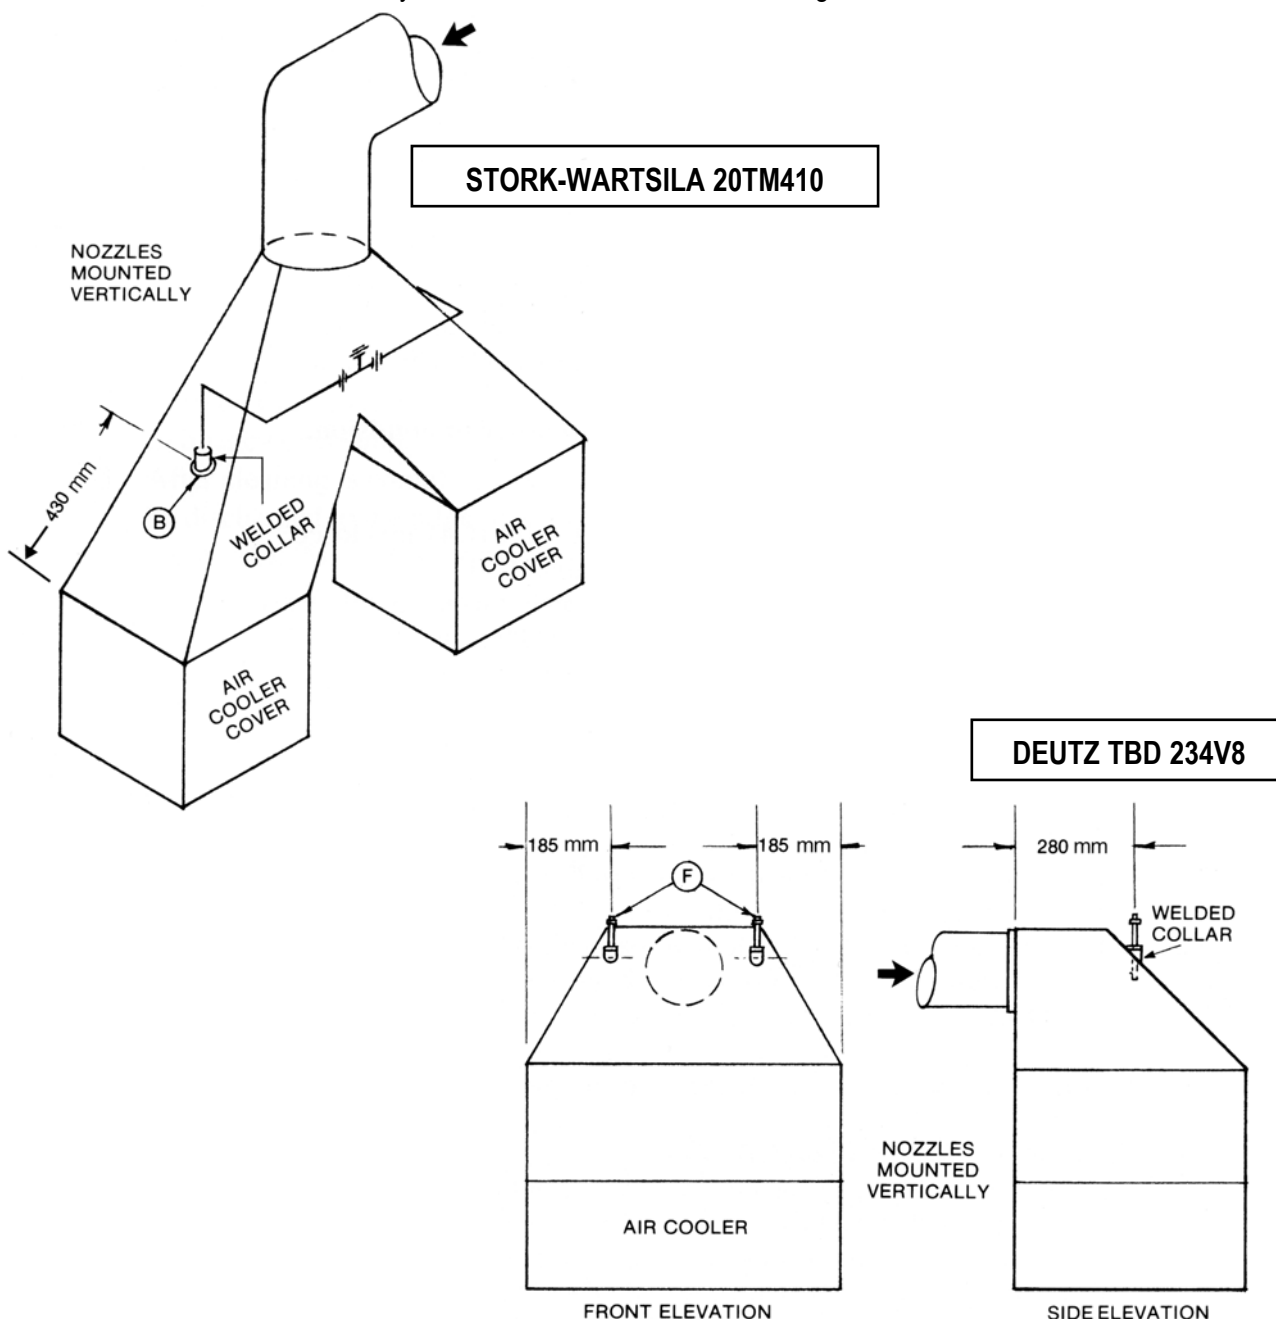 STORK-WARTSILA 20TM410
NOZZLES
MOUNTED
VERTICALLY
430 mm
B
WELDED
COLLAR
AIR
COOLER
COVER
AIR
COOLER
COVER
DEUTZ TBD 234V8
185 mm
185 mm
280 mm
F
WELDED
COLLAR
NOZZLES
MOUNTED
VERTICALLY
AIR COOLER
FRONT ELEVATION
SIDE ELEVATION